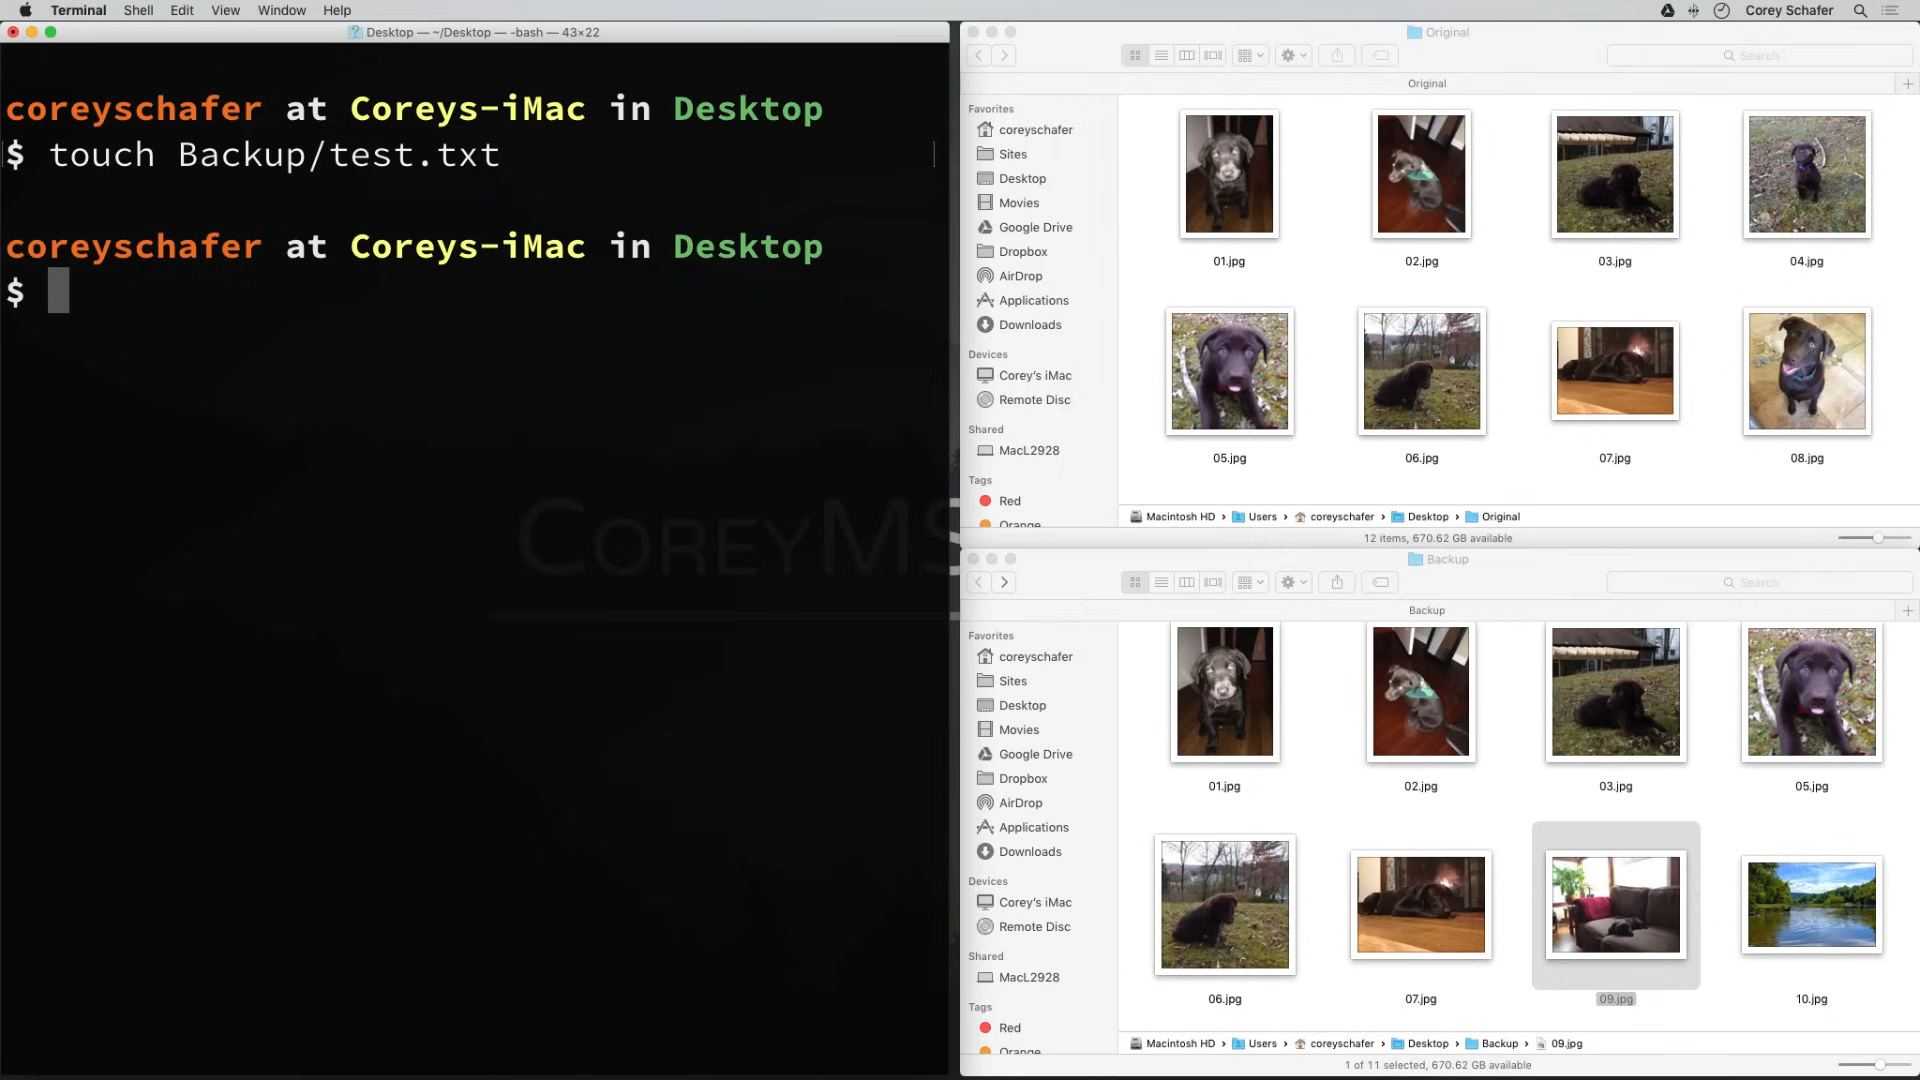 Terminal Shell Edit View Window Help
Corey Schafer
Desktop — ~/Desktop — -bash — 43×22
coreyschafer at Coreys-iMac in Desktop
$ touch Backup/test.txt
coreyschafer at Coreys-iMac in Desktop
$
COREYMS
Original
Search
Original
Favorites
coreyschafer
Sites
Desktop
Movies
Google Drive
Dropbox
AirDrop
Applications
Downloads
Devices
Corey's iMac
Remote Disc
Shared
MacL2928
Tags
Red
Orange
01.jpg
02.jpg
03.jpg
04.jpg
05.jpg
06.jpg
07.jpg
08.jpg
Macintosh HD › Users › coreyschafer › Desktop › Original
12 items, 670.62 GB available
Backup
Search
Backup
Favorites
coreyschafer
Sites
Desktop
Movies
Google Drive
Dropbox
AirDrop
Applications
Downloads
Devices
Corey's iMac
Remote Disc
Shared
MacL2928
Tags
Red
Orange
01.jpg
02.jpg
03.jpg
05.jpg
06.jpg
07.jpg
09.jpg
10.jpg
Macintosh HD › Users › coreyschafer › Desktop › Backup › 09.jpg
1 of 11 selected, 670.62 GB available